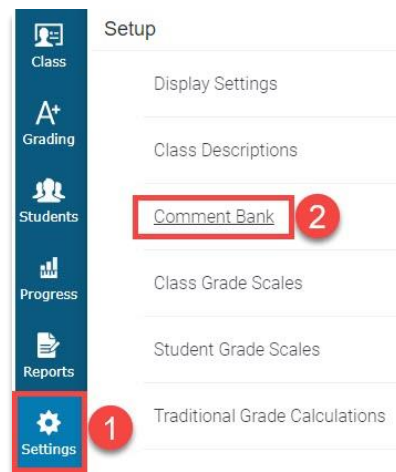 Setup
Class
Display Settings
A+
Grading
Class Descriptions
Students
Comment Bank
2
Progress
Class Grade Scales
Reports
Student Grade Scales
Settings
1
Traditional Grade Calculations